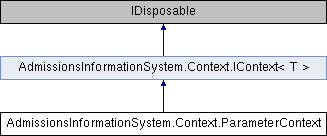 IDisposable
AdmissionsInformationSystem.Context.IContext< T >
AdmissionsInformationSystem.Context.ParameterContext